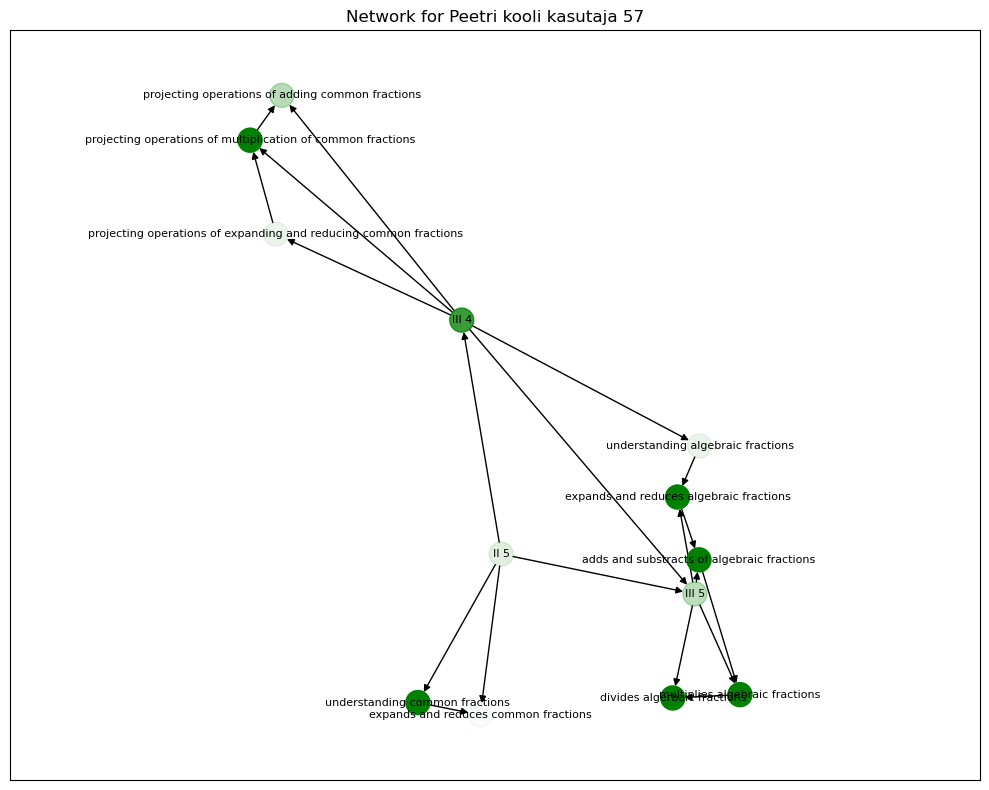 Network for Peetri kooli kasutaja 57
projecting operations of adding common fractions
projecting operations of multiplication of common fractions
projecting operations of expanding and reducing common fractions
III 4
understanding algebraic fractions
expands and reduces algebraic fractions
II 5
adds and substracts of algebraic fractions
III 5
multiplies algebraic fractions
divides algerbaic fractions
understanding common fractions
expands and reduces common fractions